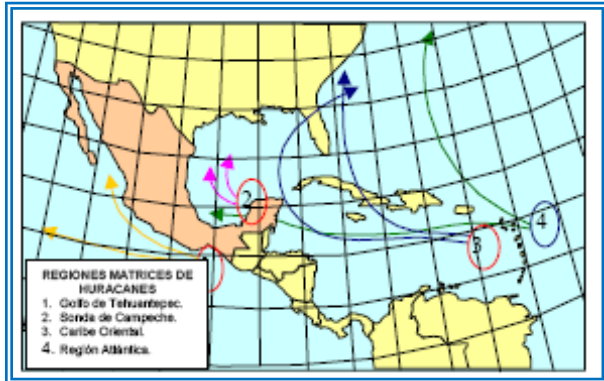 2
3
4
REGIONES MATRICES DE
HURACANES
1. Golfo de Tehuantepec.
2. Sonda de Campeche.
3. Caribe Oriental.
4. Región Atlántica.